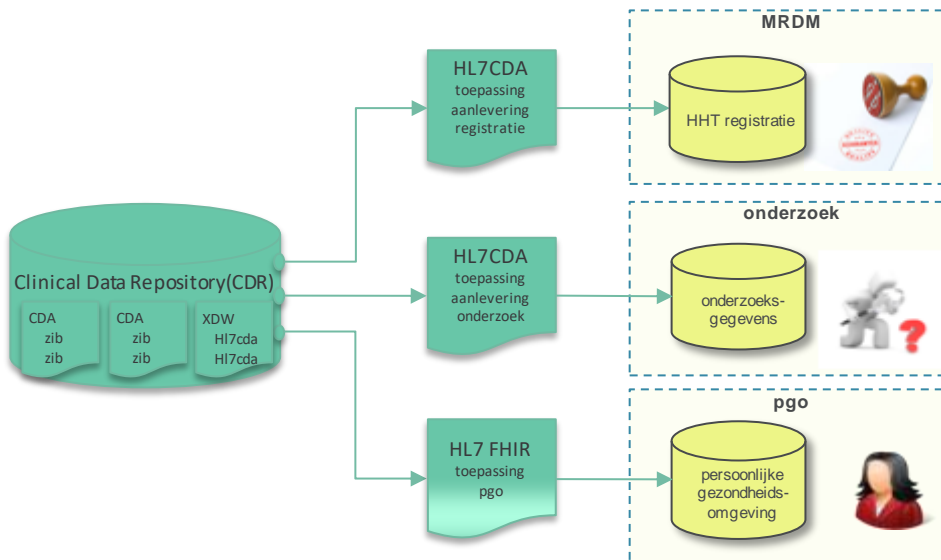 MRDM
HL7CDA
toepassing
aanlevering
registratie
HHT registratie
onderzoek
HL7CDA
toepassing
aanlevering
onderzoek
onderzoeks-
gegevens
Clinical Data Repository(CDR)
CDA
zib
zib
CDA
zib
zib
XDW
Hl7cda
Hl7cda
pgo
HL7 FHIR
toepassing
pgo
persoonlijke
gezondheids-
omgeving
?